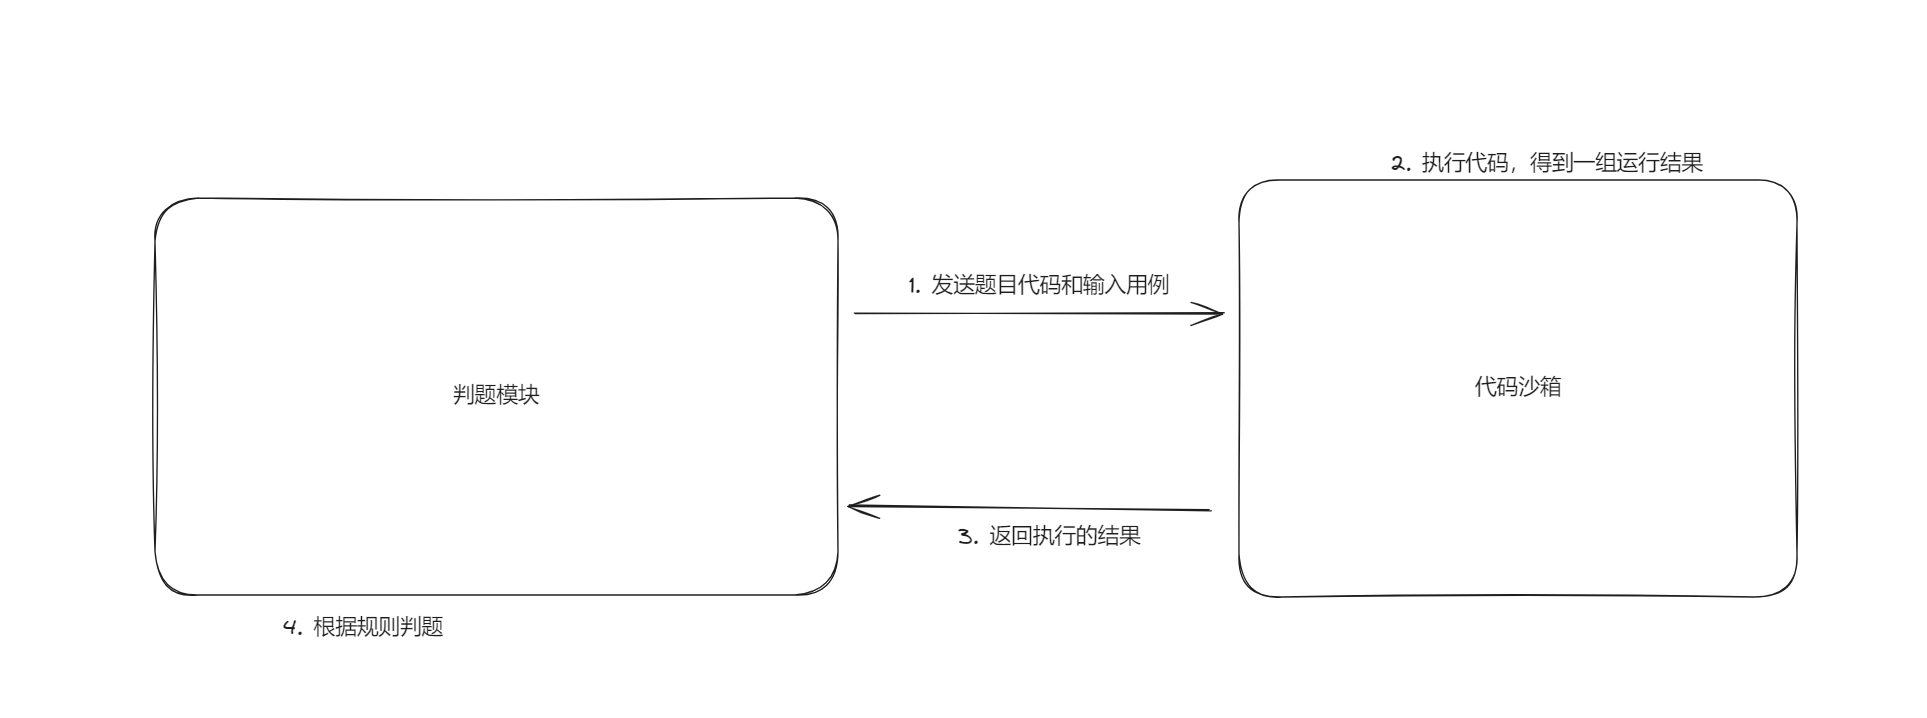 2. 执行代码，得到一组运行结果
1. 发送题目代码和输入用例
判题模块
代码沙箱
3. 返回执行的结果
4. 根据规则判题